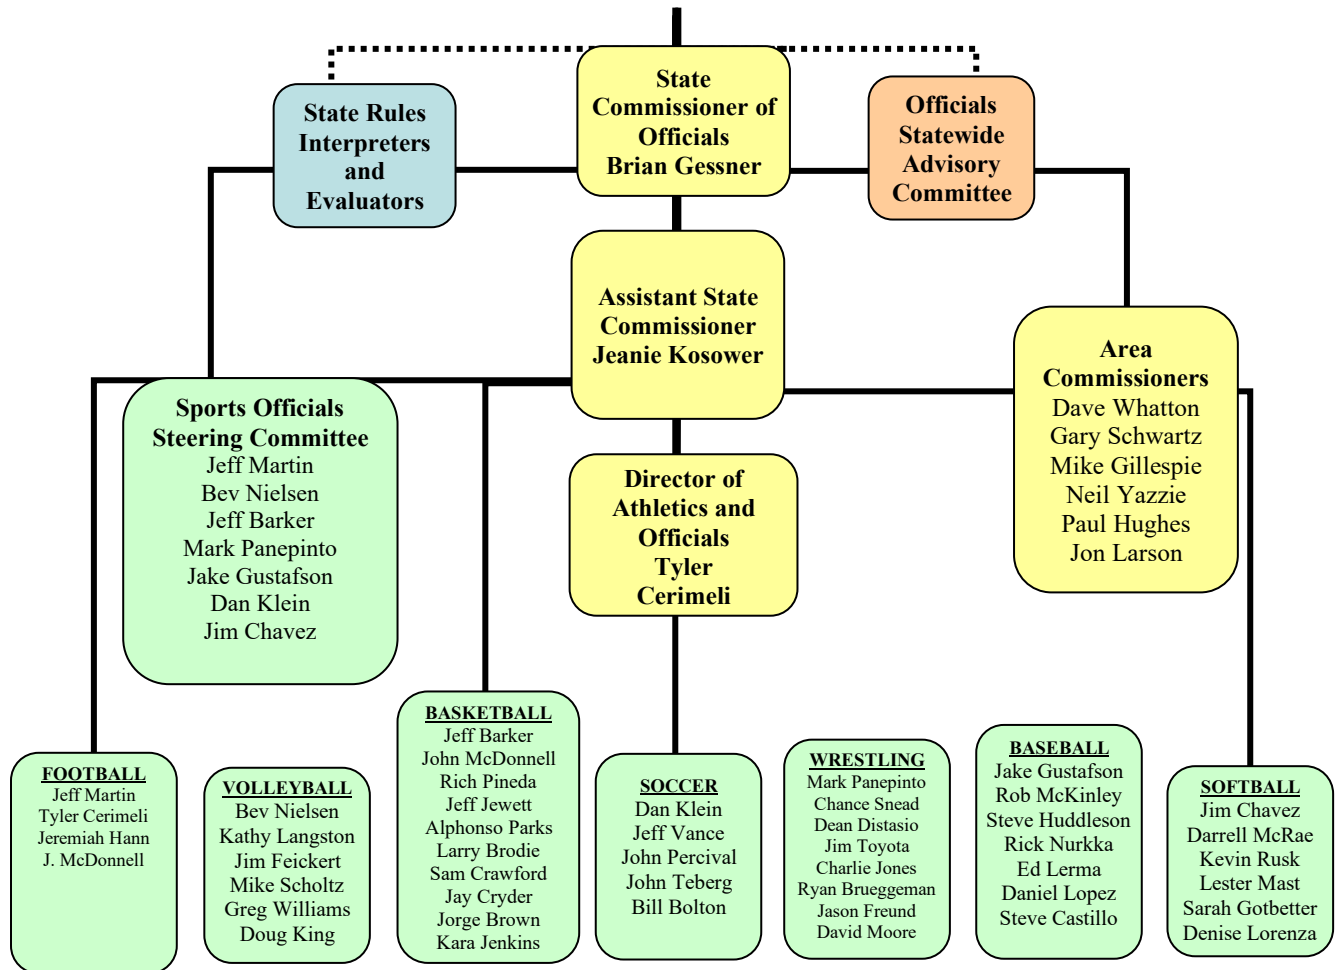 State
Commissioner of
Officials
Brian Gessner
State Rules
Interpreters
and
Evaluators
Officials
Statewide
Advisory
Committee
Assistant State
Commissioner
Jeanie Kosower
Area
Commissioners
Dave Whatton
Gary Schwartz
Mike Gillespie
Neil Yazzie
Paul Hughes
Jon Larson
Sports Officials
Steering Committee
Jeff Martin
Bev Nielsen
Jeff Barker
Mark Panepinto
Jake Gustafson
Dan Klein
Jim Chavez
Director of
Athletics and
Officials
Tyler
Cerimeli
FOOTBALL
Jeff Martin
Tyler Cerimeli
Jeremiah Hann
J. McDonnell
VOLLEYBALL
Bev Nielsen
Kathy Langston
Jim Feickert
Mike Scholtz
Greg Williams
Doug King
BASKETBALL
Jeff Barker
John McDonnell
Rich Pineda
Jeff Jewett
Alphonso Parks
Larry Brodie
Sam Crawford
Jay Cryder
Jorge Brown
Kara Jenkins
SOCCER
Dan Klein
Jeff Vance
John Percival
John Teberg
Bill Bolton
WRESTLING
Mark Panepinto
Chance Snead
Dean Distasio
Jim Toyota
Charlie Jones
Ryan Brueggeman
Jason Freund
David Moore
BASEBALL
Jake Gustafson
Rob McKinley
Steve Huddleson
Rick Nurkka
Ed Lerma
Daniel Lopez
Steve Castillo
SOFTBALL
Jim Chavez
Darrell McRae
Kevin Rusk
Lester Mast
Sarah Gotbetter
Denise Lorenza